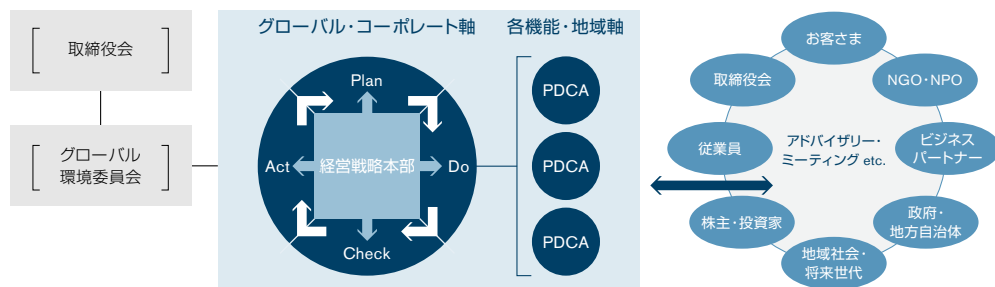 取締役会
グローバル
環境委員会
グローバル・コーポレート軸
各機能・地域軸
Plan
Act
経営戦略本部
Do
Check
PDCA
PDCA
PDCA
お客さま
取締役会
NGO・NPO
従業員
アドバイザリー・
ミーティング etc.
ビジネス
パートナー
株主・投資家
政府・
地方自治体
地域社会・
将来世代